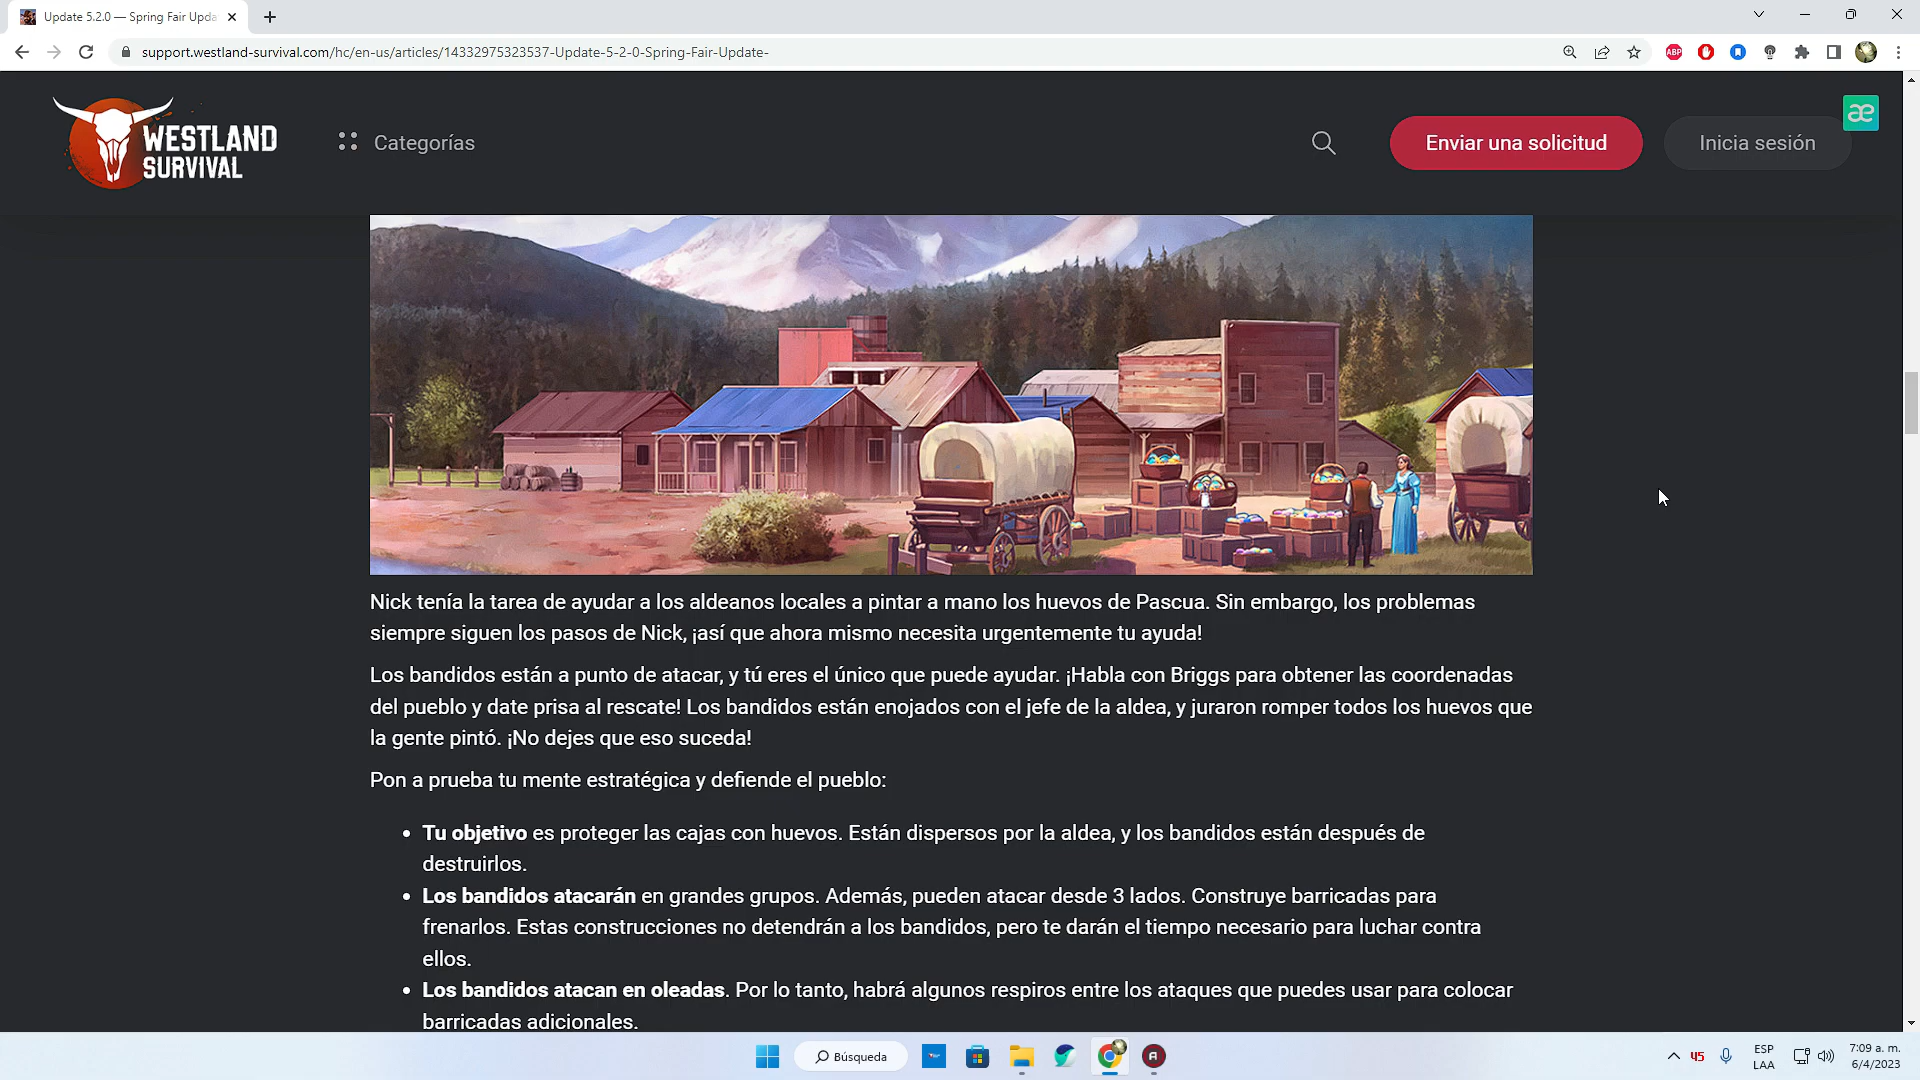 Update 5.2.0 — Spring Fair Upda
support.westland-survival.com/hc/en-us/articles/14332975323537-Update-5-2-0-Spring-Fair-Update-
ABP
WESTLAND
SURVIVAL
Categorías
Enviar una solicitud
Inicia sesión
æ
Nick tenía la tarea de ayudar a los aldeanos locales a pintar a mano los huevos de Pascua. Sin embargo, los problemas
siempre siguen los pasos de Nick, ¡así que ahora mismo necesita urgentemente tu ayuda!
Los bandidos están a punto de atacar, y tú eres el único que puede ayudar. ¡Habla con Briggs para obtener las coordenadas
del pueblo y date prisa al rescate! Los bandidos están enojados con el jefe de la aldea, y juraron romper todos los huevos que
la gente pintó. ¡No dejes que eso suceda!
Pon a prueba tu mente estratégica y defiende el pueblo:
• Tu objetivo es proteger las cajas con huevos. Están dispersos por la aldea, y los bandidos están después de
destruirlos.
• Los bandidos atacarán en grandes grupos. Además, pueden atacar desde 3 lados. Construye barricadas para
frenarlos. Estas construcciones no detendrán a los bandidos, pero te darán el tiempo necesario para luchar contra
ellos.
• Los bandidos atacan en oleadas. Por lo tanto, habrá algunos respiros entre los ataques que puedes usar para colocar
barricadas adicionales.
Búsqueda
A
45
ESP
LAA
7:09 a. m.
6/4/2023